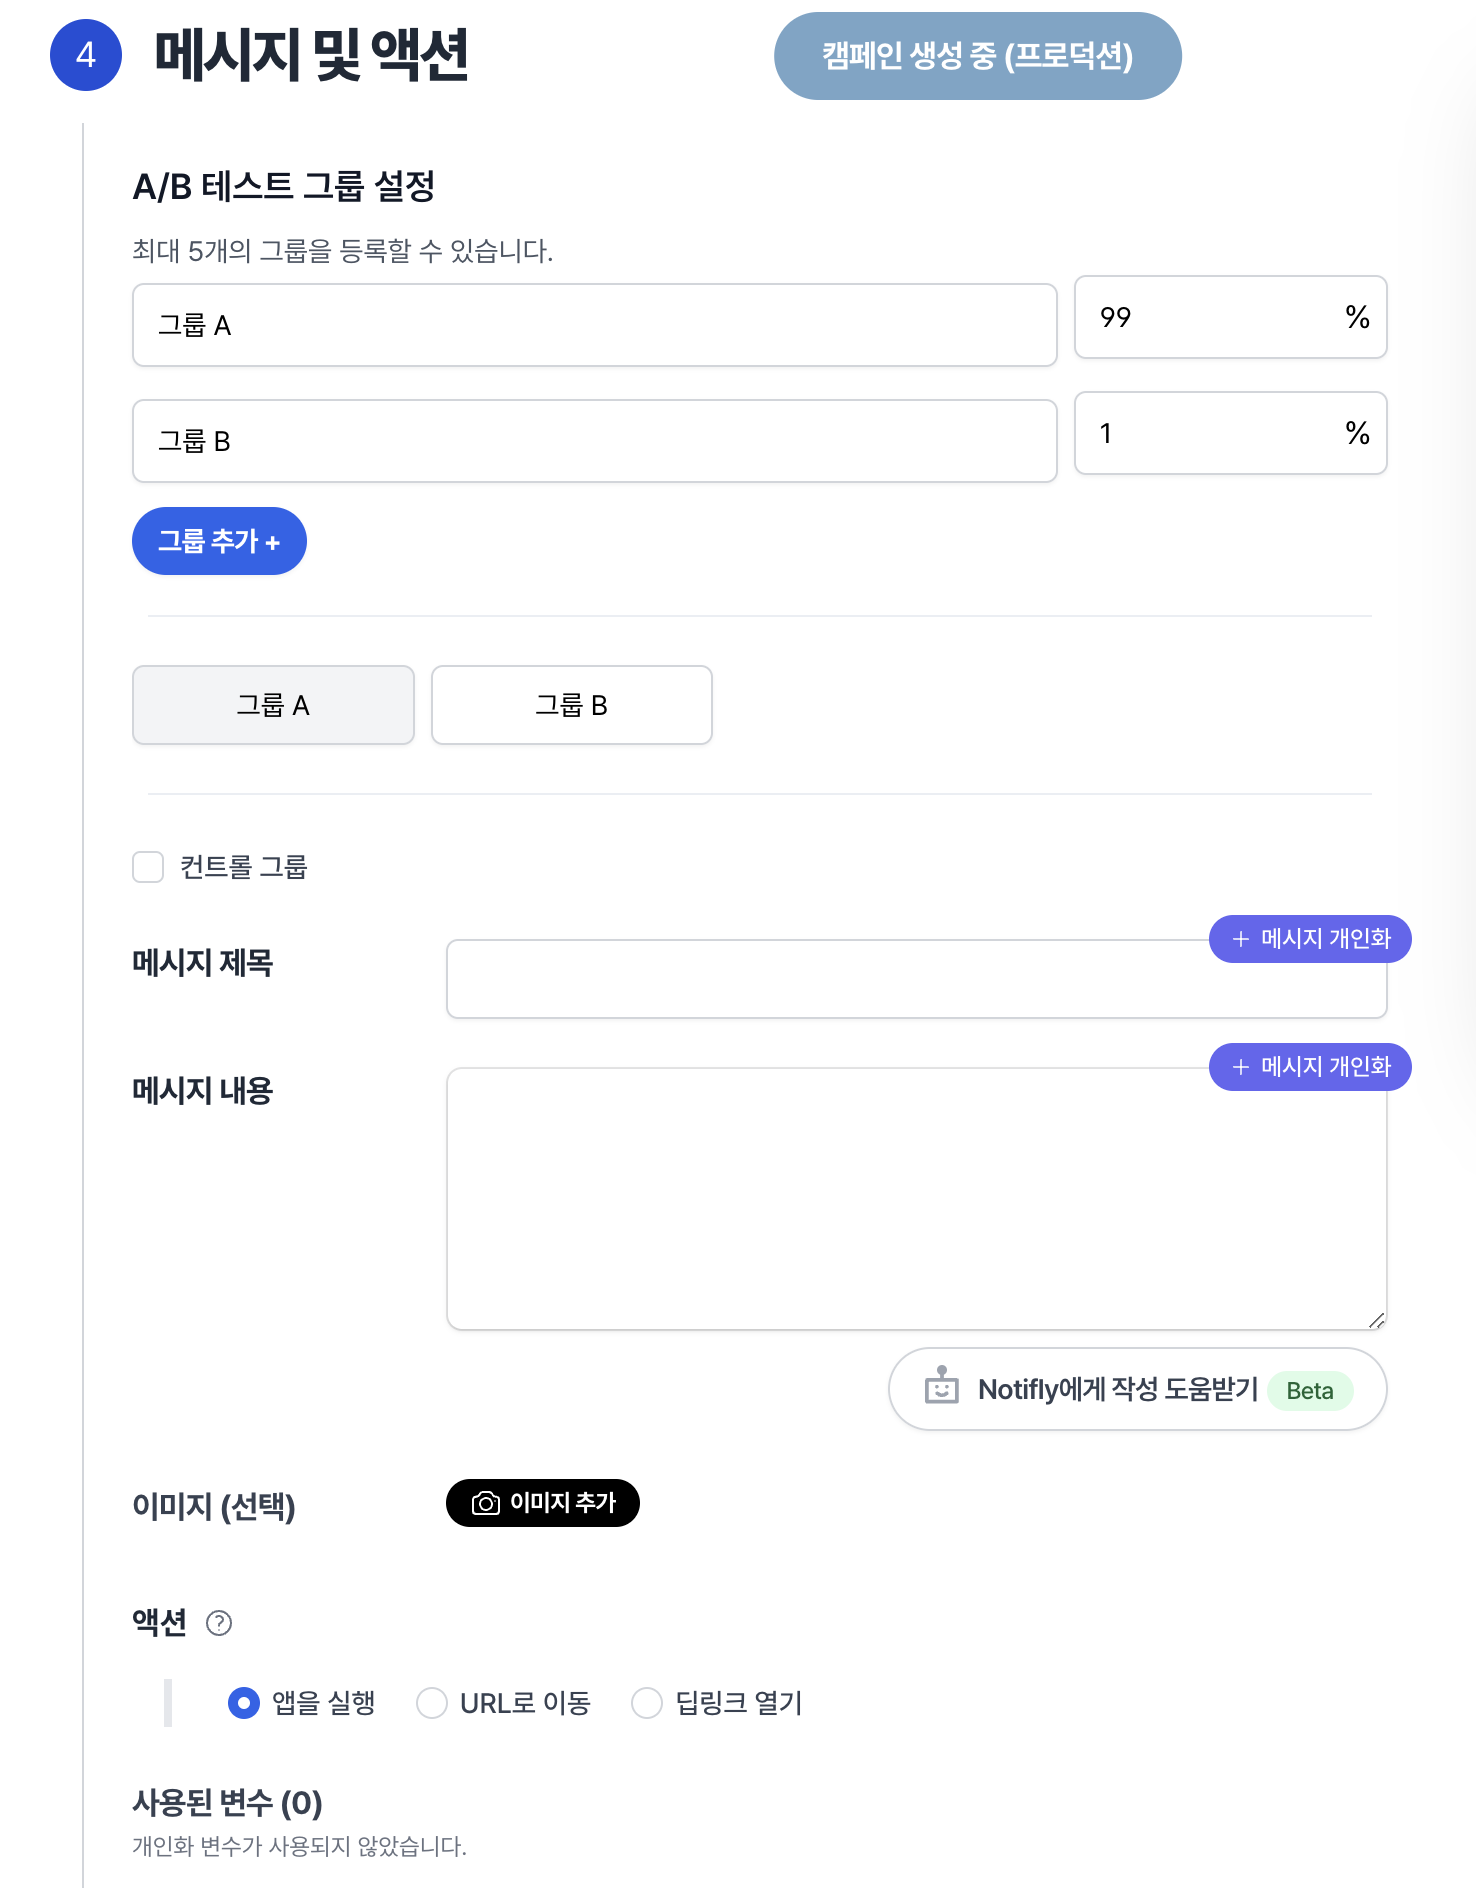 4
메시지 및 액션
캠페인 생성 중 (프로덕션)
A/B 테스트 그룹 설정
최대 5개의 그룹을 등록할 수 있습니다.
그룹 A
99 %
그룹 B
1 %
그룹 추가 +
그룹 A
그룹 B
컨트롤 그룹
메시지 제목
+ 메시지 개인화
메시지 내용
+ 메시지 개인화
Notifly에게 작성 도움받기 Beta
이미지 (선택)
이미지 추가
액션 ?
앱을 실행
URL로 이동
딥링크 열기
사용된 변수 (0)
개인화 변수가 사용되지 않았습니다.